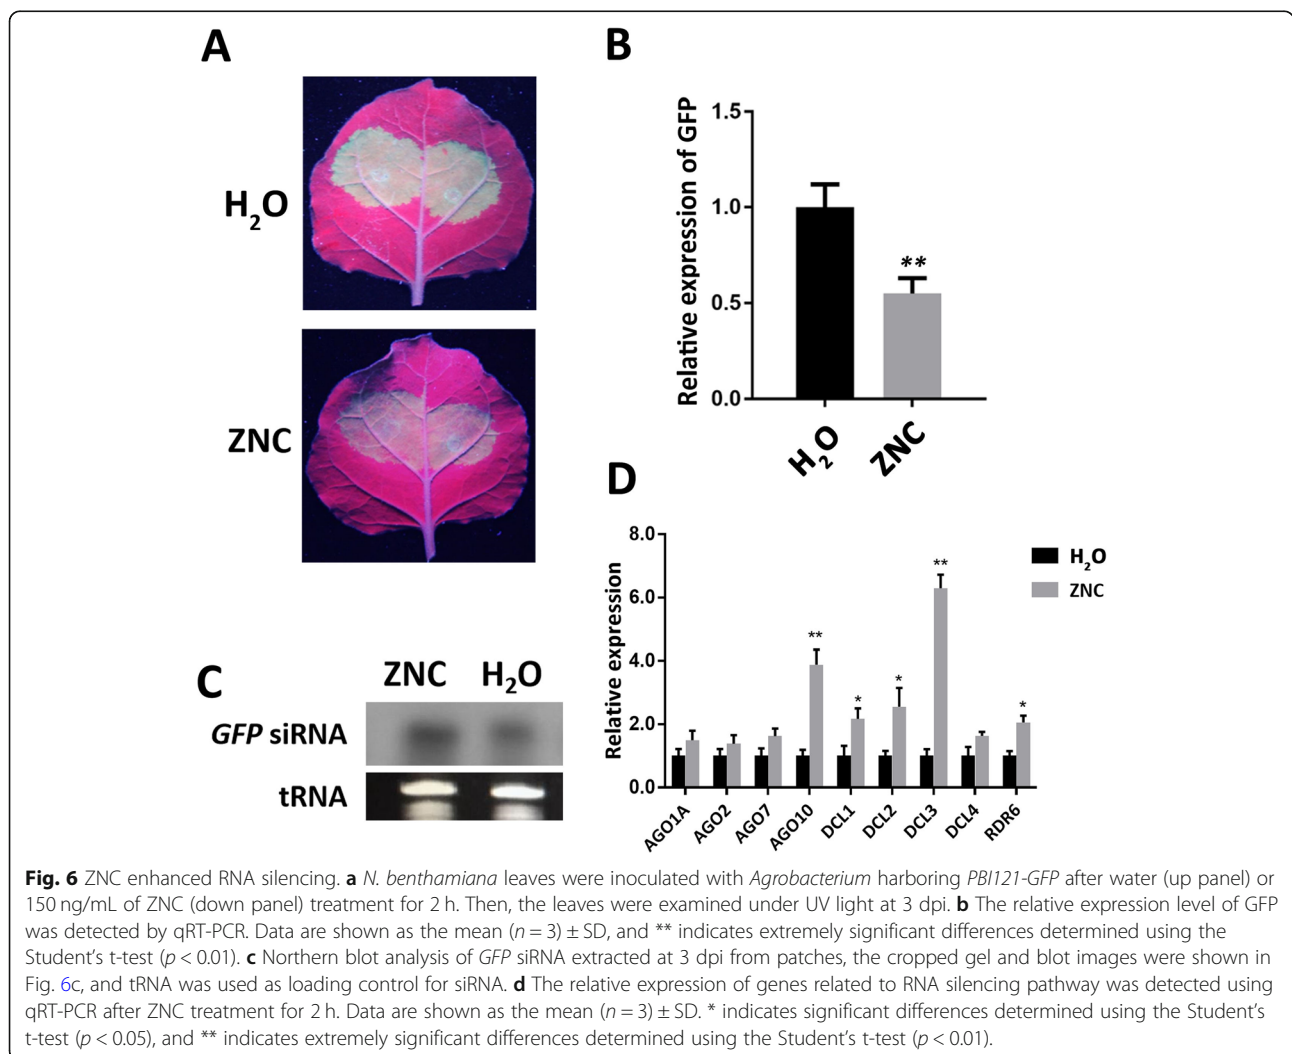 A
H₂O
ZNC
B
Relative expression of GFP
1.5
1.0
0.5
0.0
**
H₂O
ZNC
C
ZNC H₂O
GFP siRNA
tRNA
D
Relative expression
8.0
6.0
4.0
2.0
0.0
**
*
*
**
*
AGO1A
AGO2
AGO7
AGO10
DCL1
DCL2
DCL3
DCL4
RDR6
H₂O
ZNC
Fig. 6 ZNC enhanced RNA silencing. a N. benthamiana leaves were inoculated with Agrobacterium harboring PBI121-GFP after water (up panel) or
150 ng/mL of ZNC (down panel) treatment for 2 h. Then, the leaves were examined under UV light at 3 dpi. b The relative expression level of GFP
was detected by qRT-PCR. Data are shown as the mean (n = 3) ± SD, and ** indicates extremely significant differences determined using the
Student's t-test (p < 0.01). c Northern blot analysis of GFP siRNA extracted at 3 dpi from patches, the cropped gel and blot images were shown in
Fig. 6c, and tRNA was used as loading control for siRNA. d The relative expression of genes related to RNA silencing pathway was detected using
qRT-PCR after ZNC treatment for 2 h. Data are shown as the mean (n = 3) ± SD. * indicates significant differences determined using the Student's
t-test (p < 0.05), and ** indicates extremely significant differences determined using the Student's t-test (p < 0.01).